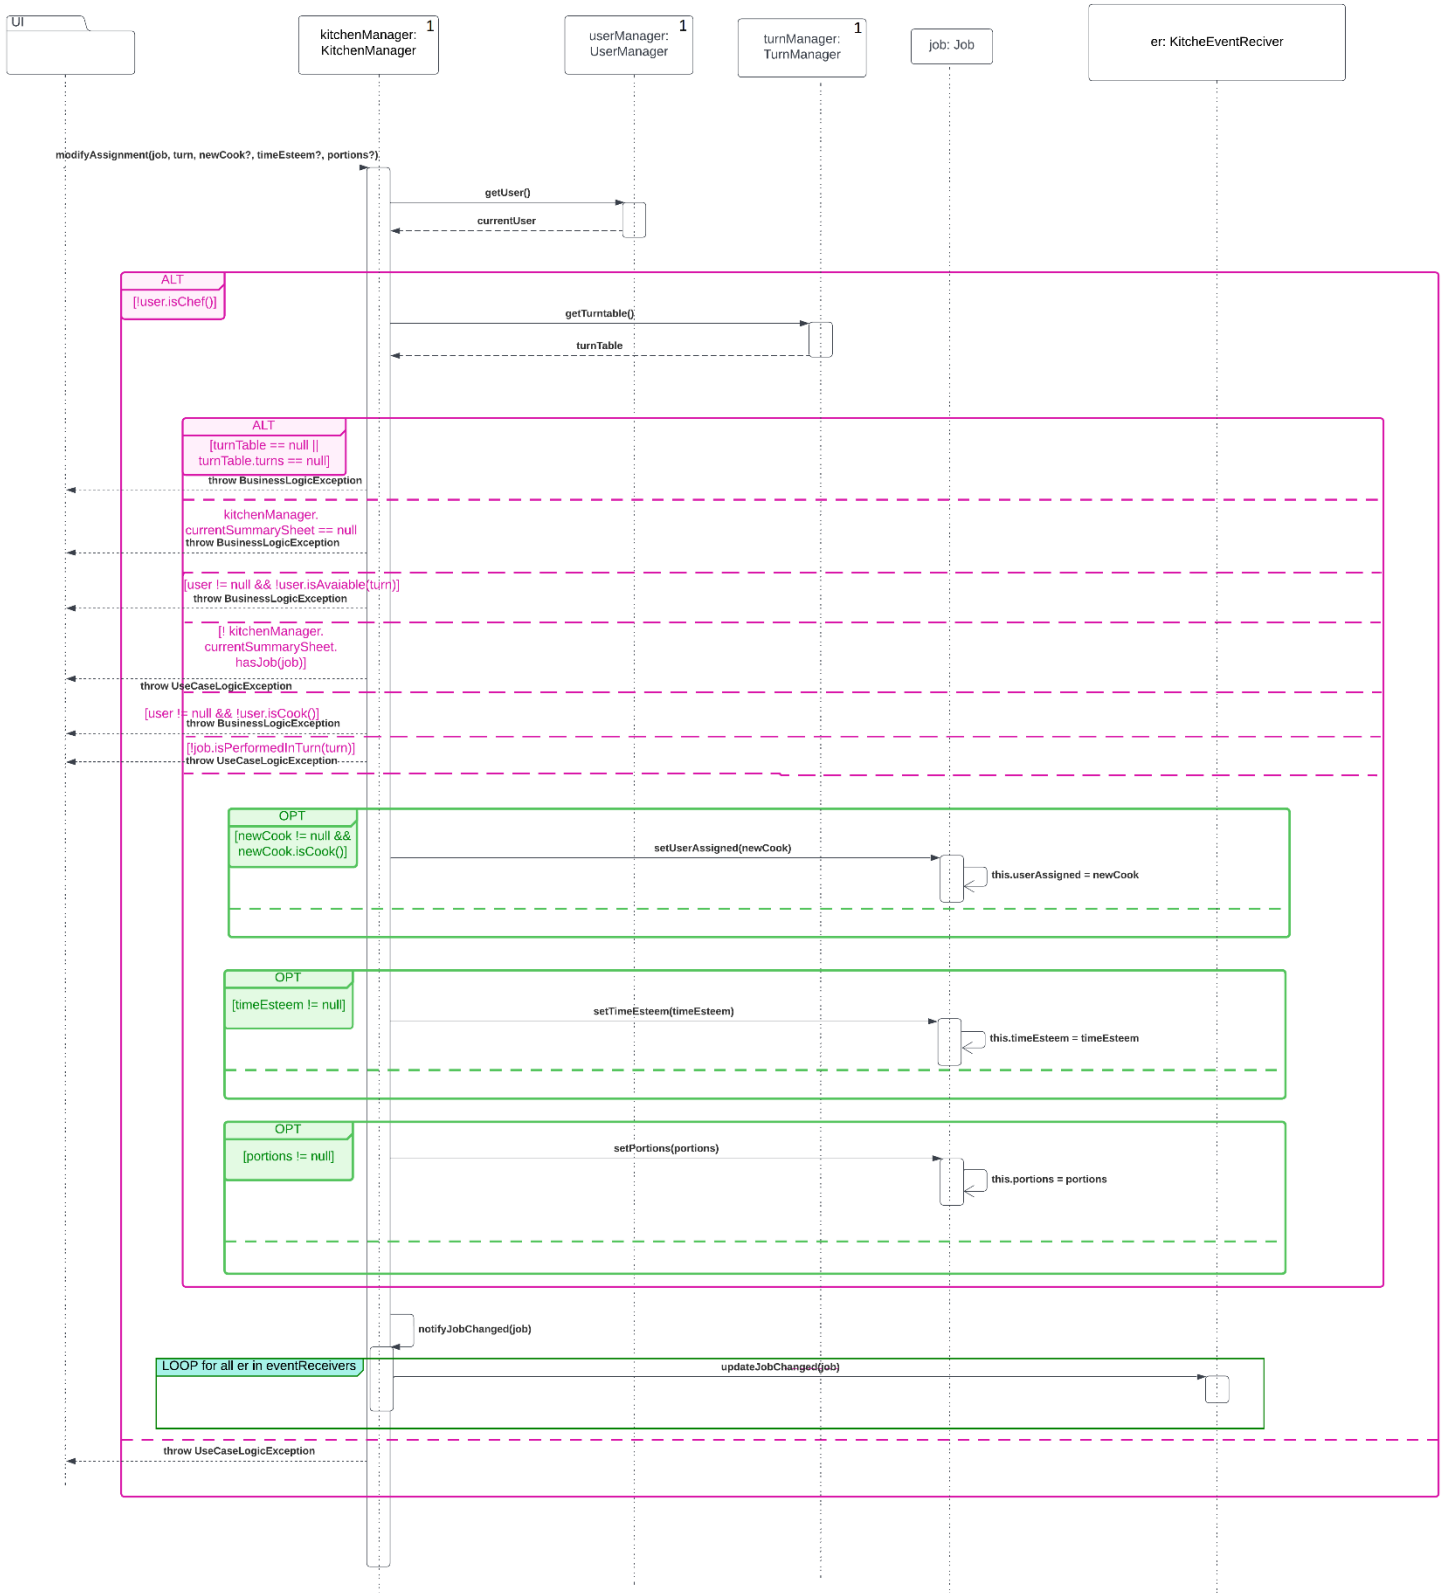 UI
kitchenManager:
KitchenManager
1
userManager:
UserManager
1
turnManager:
TurnManager
1
job: Job
er: KitcheEventReciver
modifyAssignment(job, turn, newCook?, timeEsteem?, portions?)
getUser()
currentUser
ALT
[!user.isChef()]
getTurntable()
turnTable
ALT
[turnTable == null ||
turnTable.turns == null]
throw BusinessLogicException
kitchenManager.
currentSummarySheet == null
throw BusinessLogicException
[user != null && !user.isAvaiable(turn)]
throw BusinessLogicException
[! kitchenManager.
currentSummarySheet.
hasJob(job)]
throw UseCaseLogicException
[user != null && !user.isCook()]
throw BusinessLogicException
[!job.isPerformedInTurn(turn)]
throw UseCaseLogicException
OPT
[newCook != null &&
newCook.isCook()]
setUserAssigned(newCook)
this.userAssigned = newCook
OPT
[timeEsteem != null]
setTimeEsteem(timeEsteem)
this.timeEsteem = timeEsteem
OPT
[portions != null]
setPortions(portions)
this.portions = portions
notifyJobChanged(job)
LOOP for all er in eventReceivers
updateJobChanged(job)
throw UseCaseLogicException